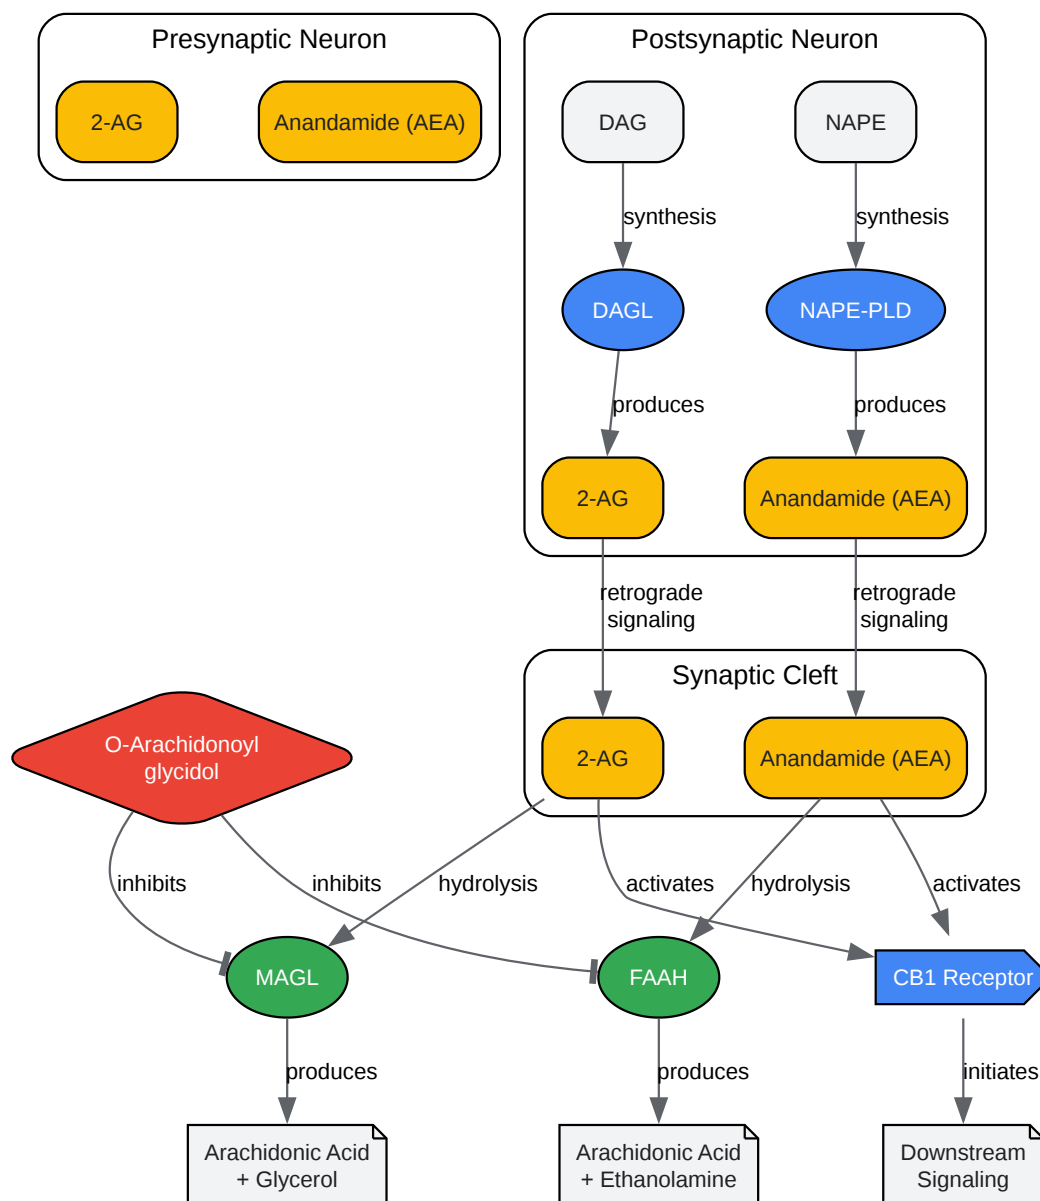 Presynaptic Neuron
2-AG
Anandamide (AEA)
Postsynaptic Neuron
DAG
NAPE
synthesis
synthesis
DAGL
NAPE-PLD
produces
produces
2-AG
Anandamide (AEA)
retrograde
signaling
retrograde
signaling
Synaptic Cleft
2-AG
Anandamide (AEA)
O-Arachidonoyl
glycidol
inhibits
inhibits
hydrolysis
activates
hydrolysis
activates
MAGL
FAAH
CB1 Receptor
produces
produces
initiates
Arachidonic Acid
+ Glycerol
Arachidonic Acid
+ Ethanolamine
Downstream
Signaling